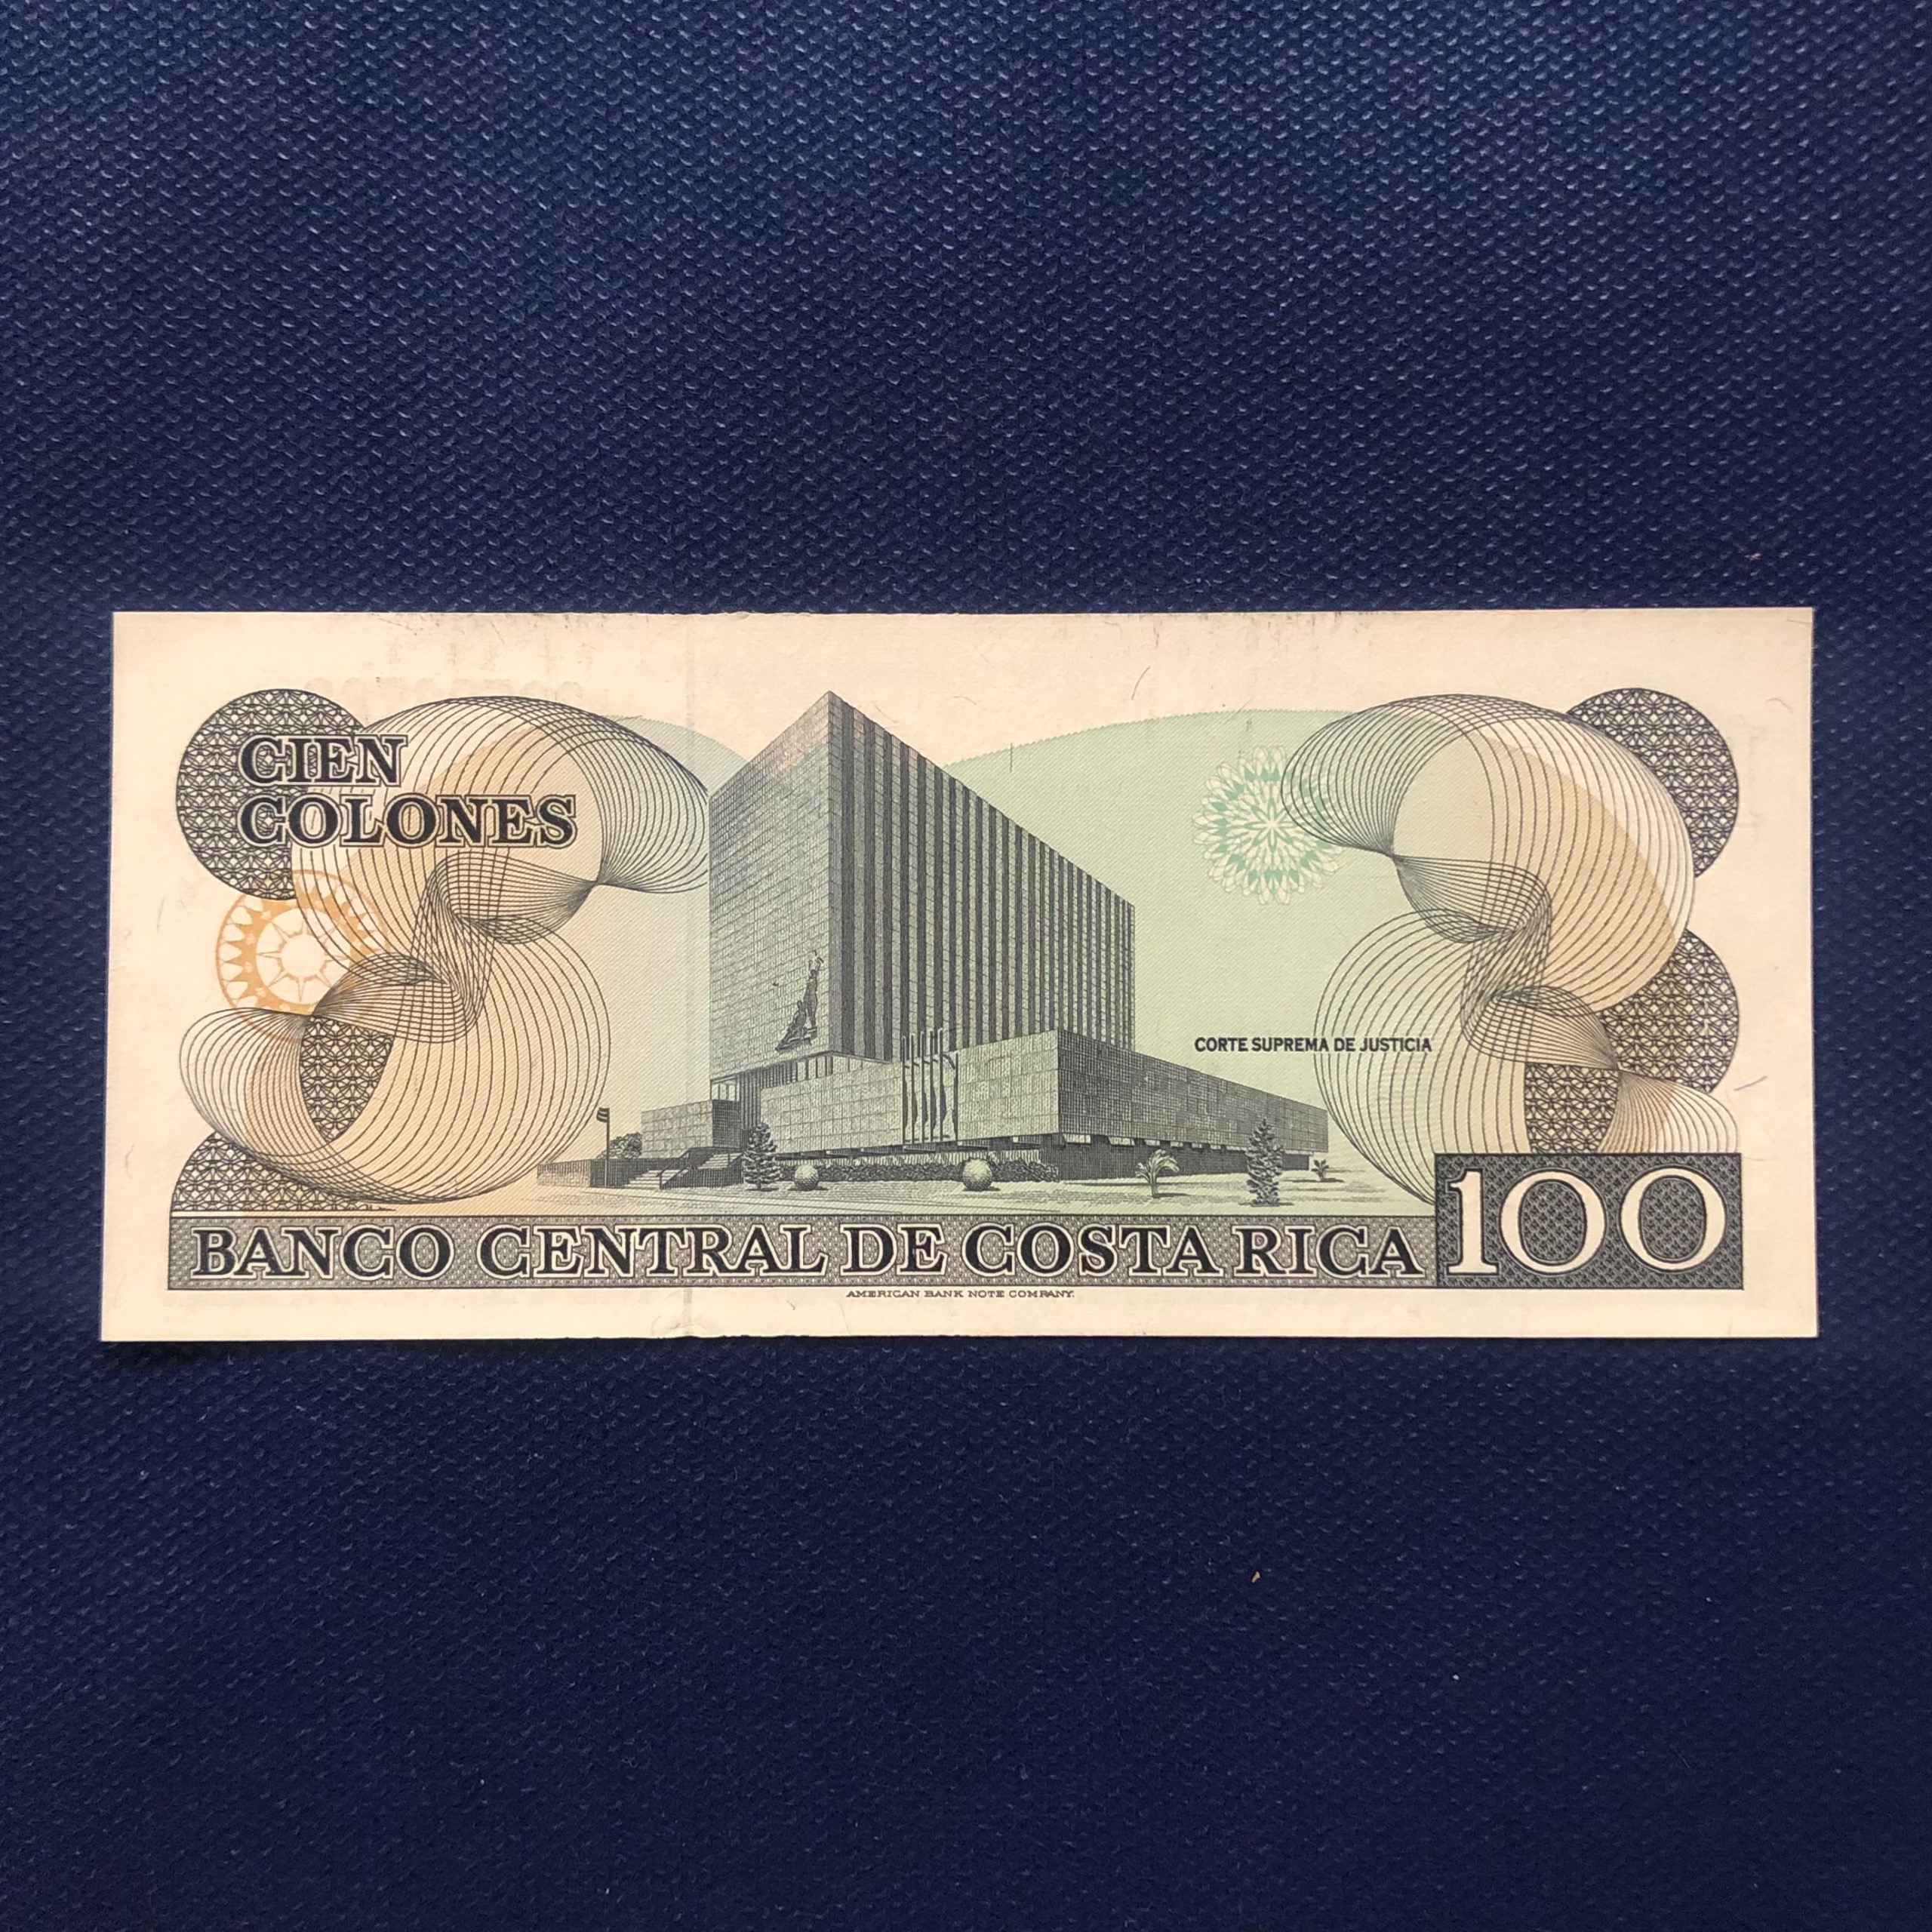 CIEN
COLONES
CORTE SUPREMA DE JUSTICIA
BANCO CENTRAL DE COSTA RICA 100
AMERICAN BANK NOTE COMPANY.